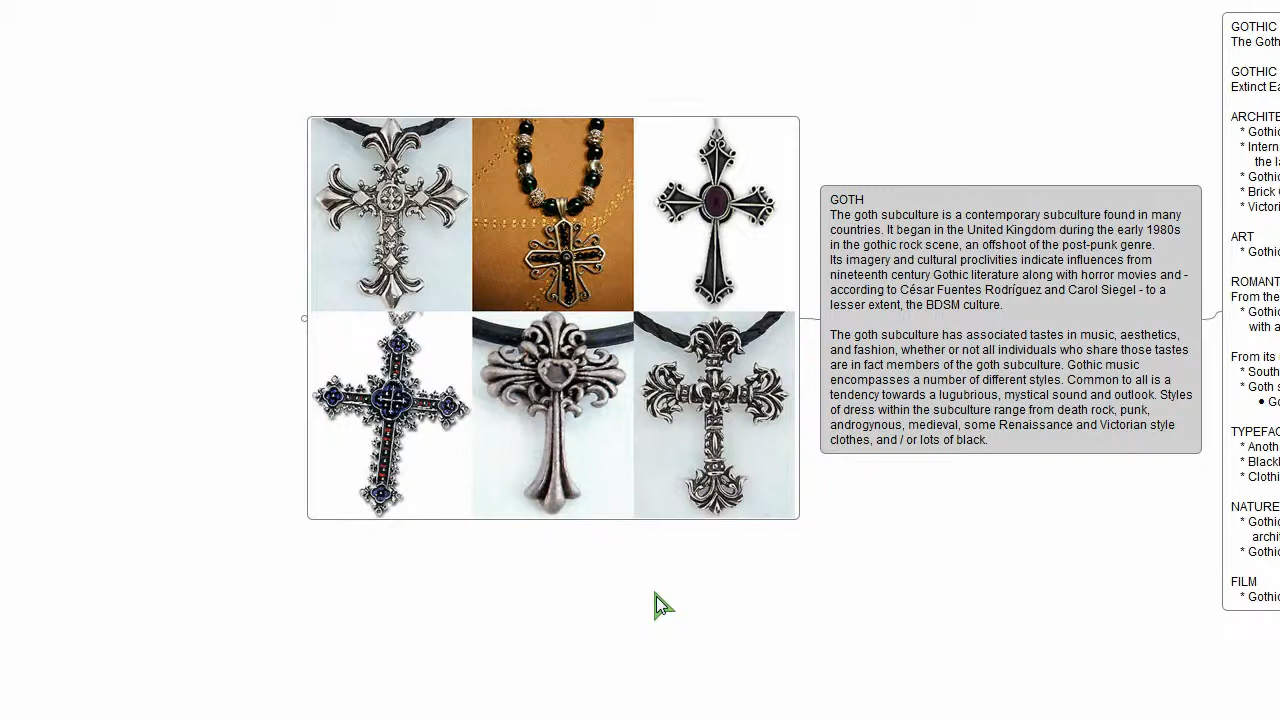 GOTH
The goth subculture is a contemporary subculture found in many
countries. It began in the United Kingdom during the early 1980s
in the gothic rock scene, an offshoot of the post-punk genre.
Its imagery and cultural proclivities indicate influences from
nineteenth century Gothic literature along with horror movies and -
according to César Fuentes Rodríguez and Carol Siegel - to a
lesser extent, the BDSM culture.
The goth subculture has associated tastes in music, aesthetics,
and fashion, whether or not all individuals who share those tastes
are in fact members of the goth subculture. Gothic music
encompasses a number of different styles. Common to all is a
tendency towards a lugubrious, mystical sound and outlook. Styles
of dress within the subculture range from death rock, punk,
androgynous, medieval, some Renaissance and Victorian style
clothes, and / or lots of black.
GOTHIC
The Goth
GOTHIC
Extinct Ea
ARCHITE
* Gothic
* Intern
the la
* Gothic
* Brick
* Victori
ART
* Gothic
ROMANT
From the
* Gothic
with a
From its
* South
* Goth s
• Go
TYPEFAC
* Anoth
* Blackl
* Clothi
NATURE
* Gothic
archit
* Gothic
FILM
* Gothic